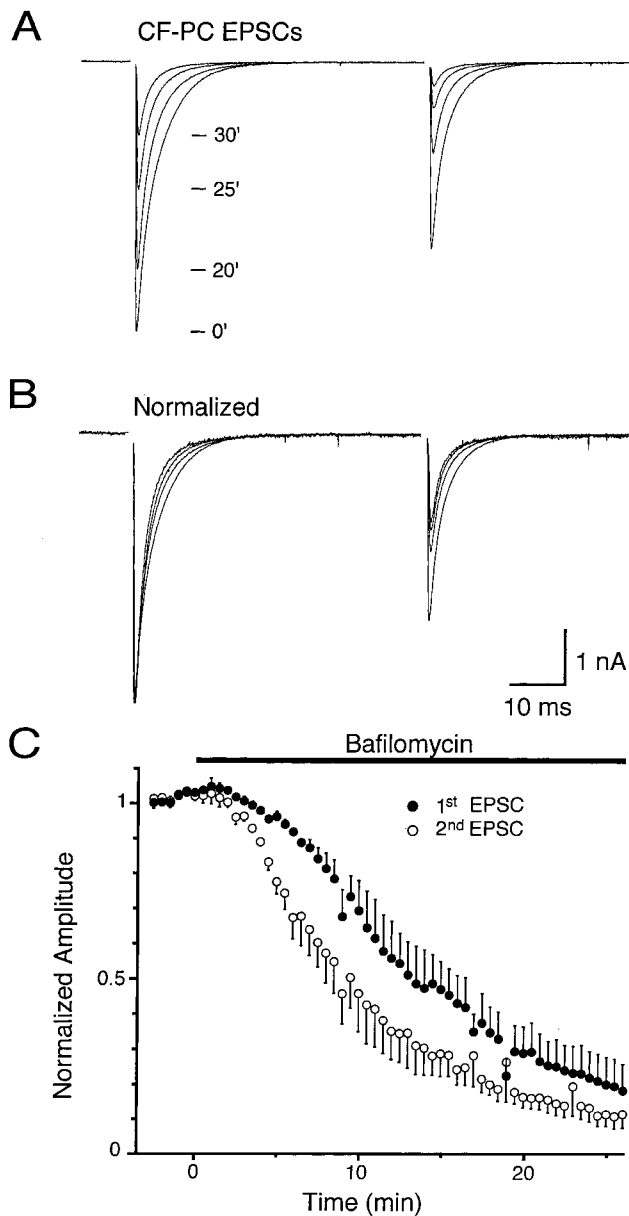 A
CF-PC EPSCs
30'
25'
20'
0'
B
Normalized
1 nA
10 ms
C
Bafilomycin
1st EPSC
2nd EPSC
1
0.5
0
Normalized Amplitude
0 10 20
Time (min)